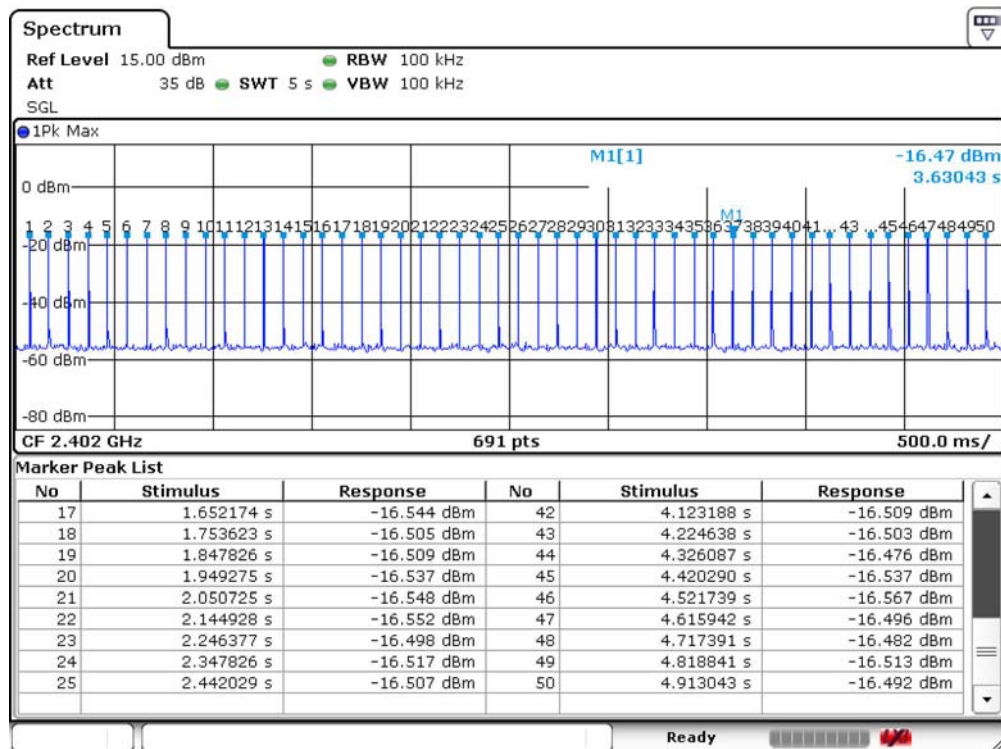 Spectrum
Ref Level 15.00 dBm RBW 100 kHz
Att 35 dB SWT 5 s VBW 100 kHz
SGL
1Pk Max
M1[1] -16.47 dBm
3.63043 s
0 dBm
M1
1 2 3 4 5 6 7 8 9 1011121314151617181920212223242526272829303132333435363738394041...43 ...454647484950
-20 dBm
-40 dBm
-60 dBm
-80 dBm
CF 2.402 GHz 691 pts 500.0 ms/
Marker Peak List
No Stimulus Response No Stimulus Response
17 1.652174 s -16.544 dBm 42 4.123188 s -16.509 dBm
18 1.753623 s -16.505 dBm 43 4.224638 s -16.503 dBm
19 1.847826 s -16.509 dBm 44 4.326087 s -16.476 dBm
20 1.949275 s -16.537 dBm 45 4.420290 s -16.537 dBm
21 2.050725 s -16.548 dBm 46 4.521739 s -16.567 dBm
22 2.144928 s -16.552 dBm 47 4.615942 s -16.496 dBm
23 2.246377 s -16.498 dBm 48 4.717391 s -16.482 dBm
24 2.347826 s -16.517 dBm 49 4.818841 s -16.513 dBm
25 2.442029 s -16.507 dBm 50 4.913043 s -16.492 dBm
Ready